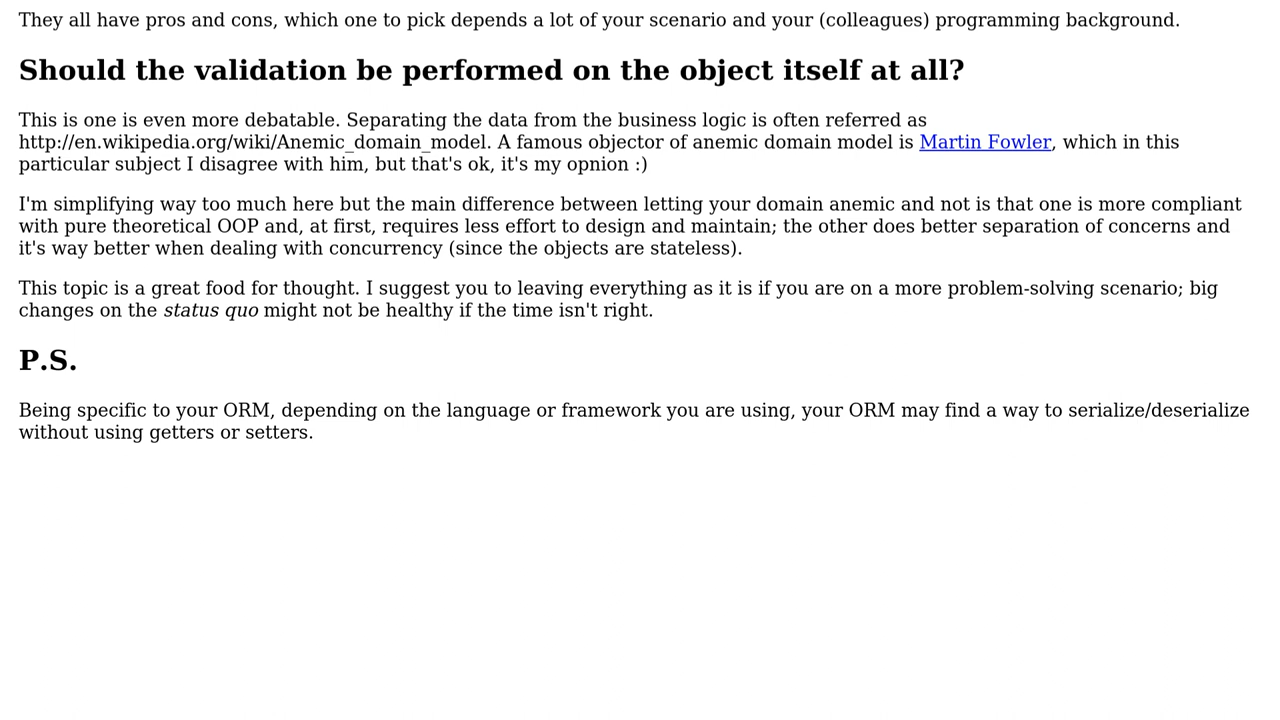 They all have pros and cons, which one to pick depends a lot of your scenario and your (colleagues) programming background.
Should the validation be performed on the object itself at all?
This is one is even more debatable. Separating the data from the business logic is often referred as
http://en.wikipedia.org/wiki/Anemic_domain_model. A famous objector of anemic domain model is Martin Fowler, which in this
particular subject I disagree with him, but that's ok, it's my opnion :)
I'm simplifying way too much here but the main difference between letting your domain anemic and not is that one is more compliant
with pure theoretical OOP and, at first, requires less effort to design and maintain; the other does better separation of concerns and
it's way better when dealing with concurrency (since the objects are stateless).
This topic is a great food for thought. I suggest you to leaving everything as it is if you are on a more problem-solving scenario; big
changes on the status quo might not be healthy if the time isn't right.
P.S.
Being specific to your ORM, depending on the language or framework you are using, your ORM may find a way to serialize/deserialize
without using getters or setters.